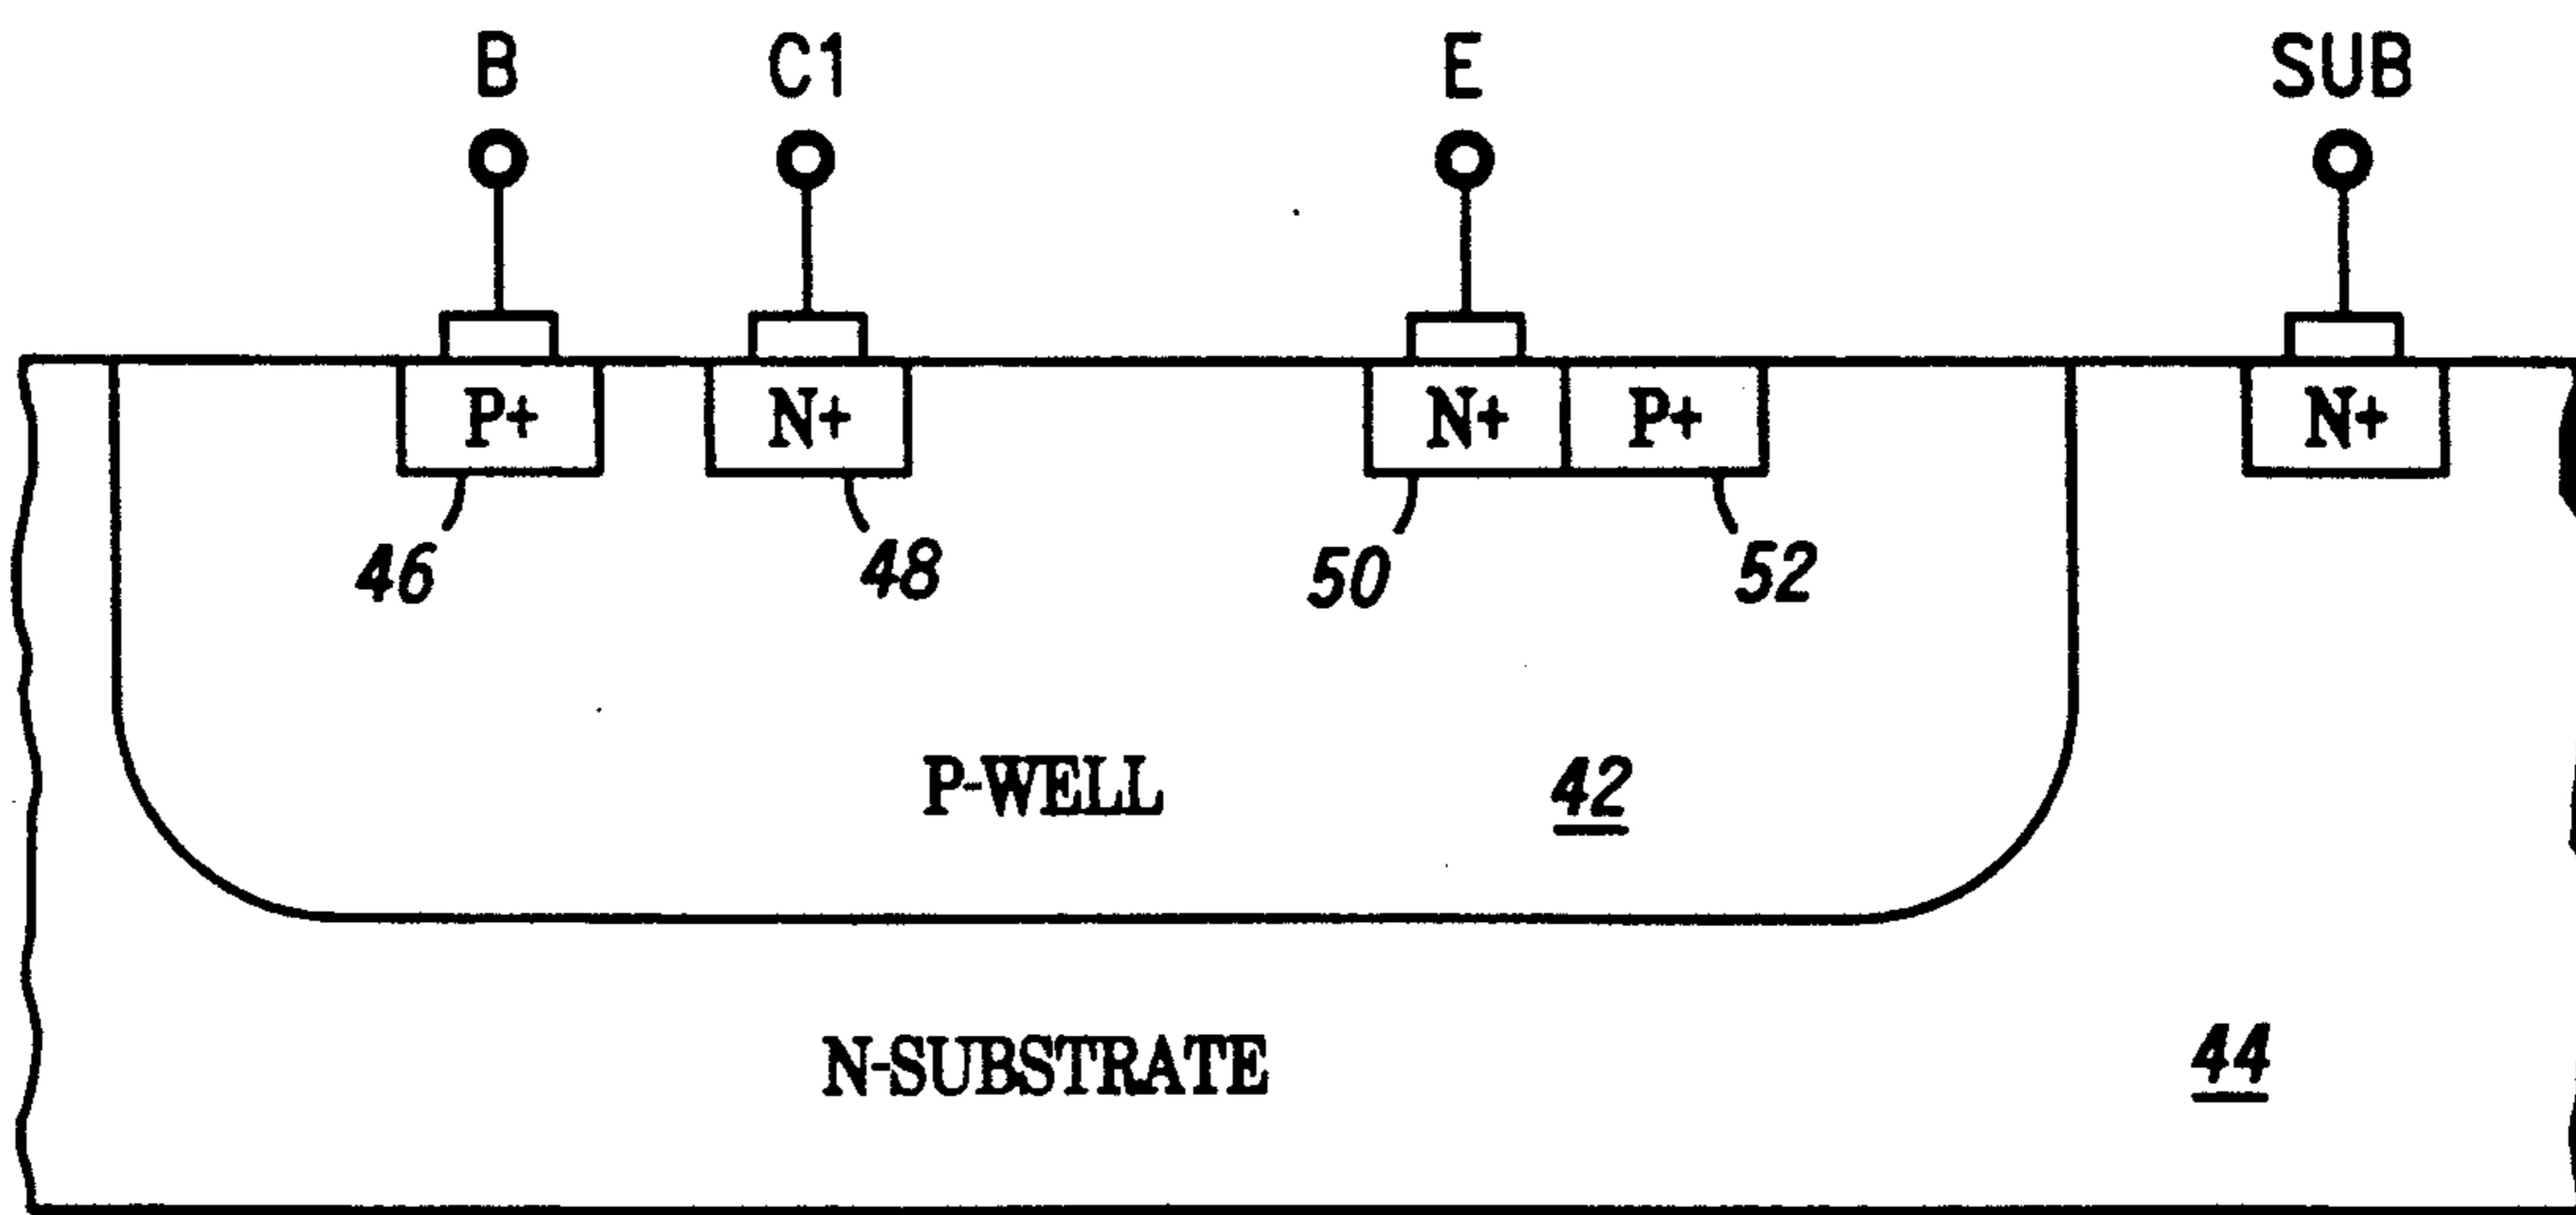 B C1 E SUB
P+ N+ N+ P+ N+
46 48 50 52
P-WELL 42
N-SUBSTRATE 44